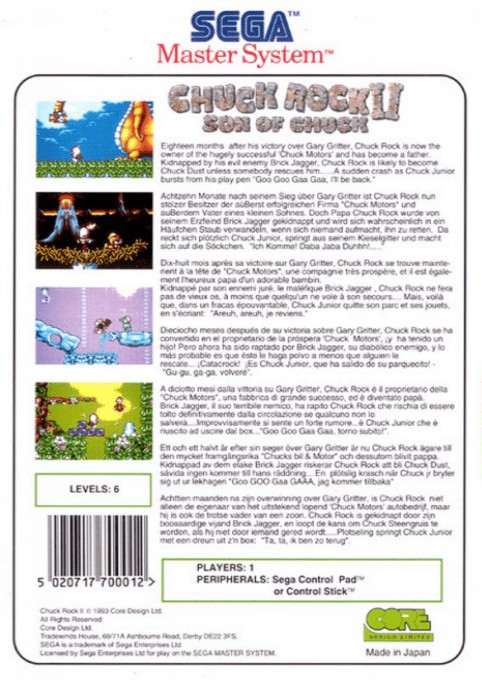 SEGA™
Master System™
CHUCK ROCK II
SON OF CHUCK
Eighteen months after his victory over Gary Gritter, Chuck Rock is now the
owner of the hugely successful 'Chuck Motors' and has become a father.
Kidnapped by his evil enemy Brick Jagger, Chuck Rock is likely to become
Chuck Dust unless somebody rescues him.....A sudden crash as Chuck Junior
bursts from his play pen "Goo Goo Gaa Gaa, I'll be back."
Achtzehn Monate nach seinem Sieg über Gary Gritter ist Chuck Rock nun
stolzer Besitzer der außerst erfolgreichen Firma "Chuck Motors" und
außerdem Vater eines kleinen Sohnes. Doch Papa Chuck Rock wurde von
seinem Erzfeind Brick Jagger gekidnappt und wird sich wahrscheinlich in ein
Häufchen Staub verwandeln, wenn sich niemand aufmacht, ihn zu retten. Da
reckt sich plötzlich Chuck Junior, springt aus seinem Kieselgitter und macht
sich auf die Söckchen. "Ich Komme! Daba Jaba Duhhh!....."
Dix-huit mois après sa victoire sur Gary Gritter, Chuck Rock se trouve mainte-
nent à la tête de "Chuck Motors", une compagnie très prospère, et il est égale-
ment l'heureux papa d'un adorable bambin.
Kidnappé par son ennemi juré, le maléfique Brick Jagger , Chuck Rock ne fera
pas de vieux os, à moins que quelqu'un ne vole à son secours.... Mais, voilà
que, dans un fracas épouvantable, Chuck Junior quitte son parc et ses jouets,
en s'écriant: "Areuh, areuh, je reviens."
Dieciocho meses después de su victoria sobre Gary Gritter, Chuck Rock se ha
convertido en el propietario de la próspera 'Chuck Motors', ¡y ha tenido un
hijo! Pero ahora ha sido raptado por Brick Jagger, su diabólico enemigo, y lo
más probable es que éste le haga polvo a menos que alguien le
rescate... ¡Catacrock! ¡Es Chuck Junior, que ha salido de su parquecito! -
"Gu-gu, ga-ga, volveré".
A diciotto mesi dalla vittoria su Gary Gritter, Chuck Rock è il proprietario della
"Chuck Motors", una fabbrica di grande successo, ed è diventato papà.
Brick Jagger, il suo terribile nemico, ha rapito Chuck Rock che rischia di essere
tolto definitivamente dalla circolazione se qualcuno non lo
salverà....Improvvisamente si sente un forte rumore...è Chuck Junior che è
riuscito ad uscire dal box..."Goo Goo Gaa Gaa, torno subito!".
Ett och ett halvt år efter sin seger över Gary Gritter är nu Chuck Rock ägare till
den mycket framgångsrika "Chucks bil & Motor" och dessutom blivit pappa.
Kidnappad av dem elake Brick Jagger riskerar Chuck Rock att bli Chuck Dust,
såvida ingen kommer till hans räddning....En plötslig krasch när Chuck jr bryter
sig ut ur lekhagen "Goo GOO Gaa GAAA, jag kommer tillbaka"
Achttien maanden na zijn overwinning over Gary Gritter, is Chuck Rock niet
alleen de eigenaar van het uitstekend lopend 'Chuck Motors' autobedrijf, maar
hij is ook de trotse vader van een zoon. Chuck Rock is gekidnapt door zijn
boosaardige vijand Brick Jagger, en loopt de kans om Chuck Steengruis te
worden, als hij niet door iemand gered wordt.....Plotseling springt Chuck Junior
met een dreun uit z'n box: "Ta, ta, ik ben zo terug".
LEVELS: 6
5 020717 700012 >
PLAYERS: 1
PERIPHERALS: Sega Control Pad™
or Control Stick™
Chuck Rock II © 1993 Core Design Ltd.
All Rights Reserved
Core Design Ltd.
Tradewinds House, 69/71A Ashbourne Road, Derby DE22 3FS.
SEGA is a trademark of Sega Enterprises Ltd
Licensed by Sega Enterprises Ltd for play on the SEGA MASTER SYSTEM.
CORE
DESIGN LIMITED
Made in Japan